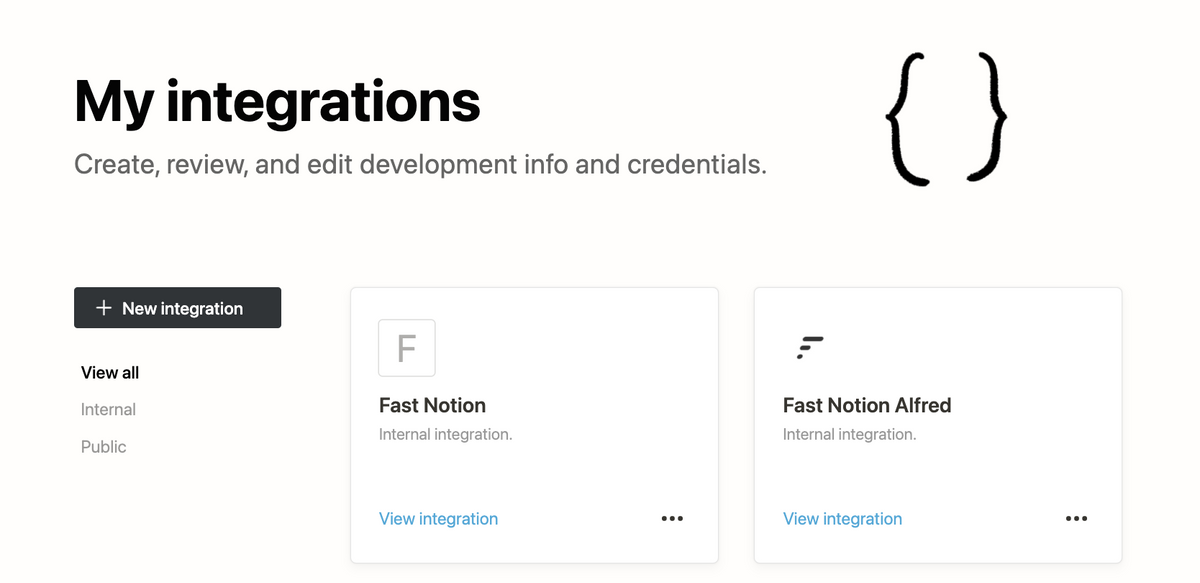 My integrations
Create, review, and edit development info and credentials.
{ }
+ New integration
View all
Internal
Public
F
Fast Notion
Internal integration.
View integration
Fast Notion Alfred
Internal integration.
View integration